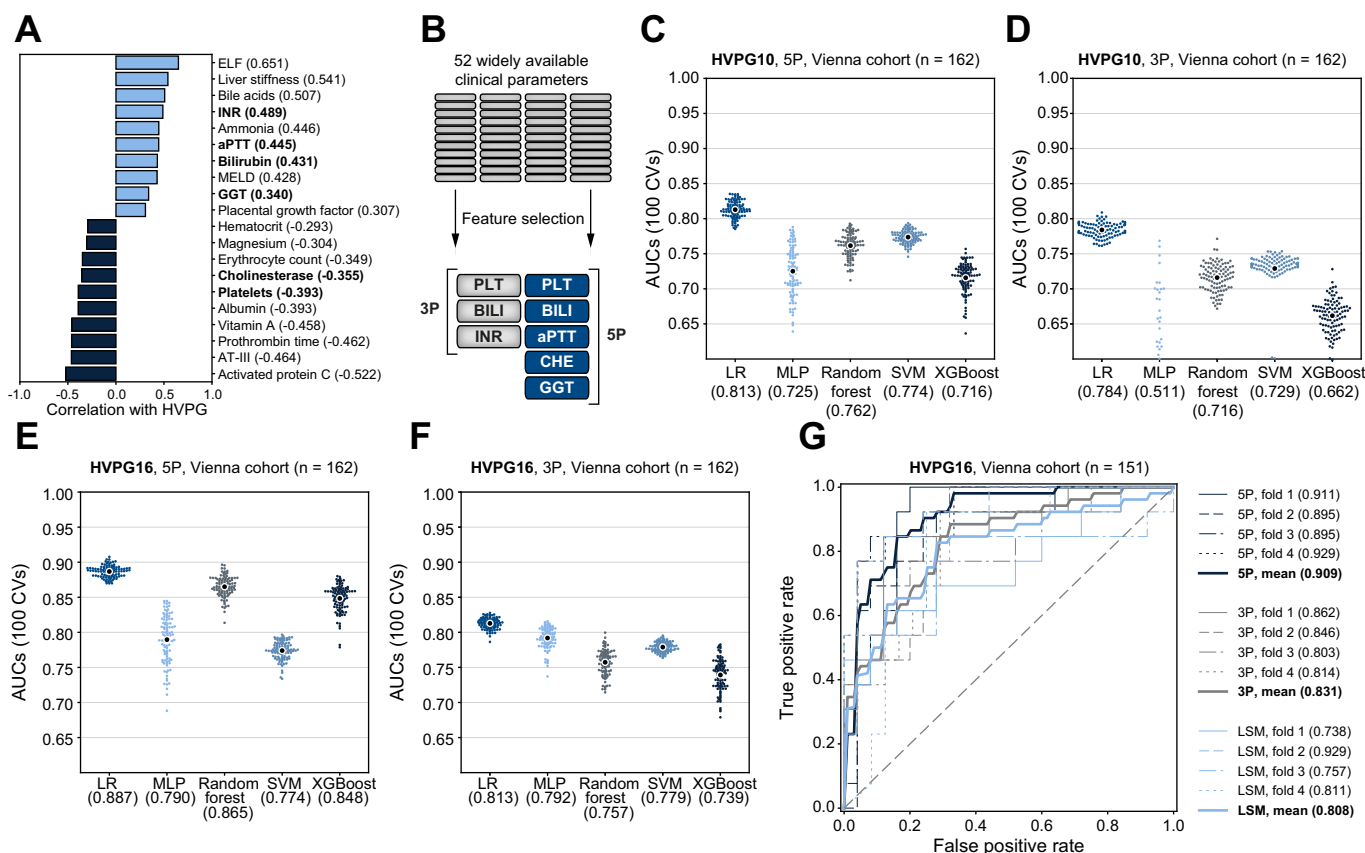 A
ELF (0.651)
Liver stiffness (0.541)
Bile acids (0.507)
INR (0.489)
Ammonia (0.446)
aPTT (0.445)
Bilirubin (0.431)
MELD (0.428)
GGT (0.340)
Placental growth factor (0.307)
Hematocrit (-0.293)
Magnesium (-0.304)
Erythrocyte count (-0.349)
Cholinesterase (-0.355)
Platelets (-0.393)
Albumin (-0.393)
Vitamin A (-0.458)
Prothrombin time (-0.462)
AT-III (-0.464)
Activated protein C (-0.522)
-1.0 -0.5 0.0 0.5 1.0
Correlation with HVPG
B
52 widely available
clinical parameters
Feature selection
3P
PLT PLT
BILI BILI
INR aPTT
CHE
GGT
5P
C
HVPG10, 5P, Vienna cohort (n = 162)
AUCs (100 CVs)
1.00
0.95
0.90
0.85
0.80
0.75
0.70
0.65
LR MLP Random SVM XGBoost
(0.813) (0.725) forest (0.774) (0.716)
(0.762)
D
HVPG10, 3P, Vienna cohort (n = 162)
AUCs (100 CVs)
1.00
0.95
0.90
0.85
0.80
0.75
0.70
0.65
LR MLP Random SVM XGBoost
(0.784) (0.511) forest (0.729) (0.662)
(0.716)
E
HVPG16, 5P, Vienna cohort (n = 162)
AUCs (100 CVs)
1.00
0.95
0.90
0.85
0.80
0.75
0.70
0.65
LR MLP Random SVM XGBoost
(0.887) (0.790) forest (0.774) (0.848)
(0.865)
F
HVPG16, 3P, Vienna cohort (n = 162)
AUCs (100 CVs)
1.00
0.95
0.90
0.85
0.80
0.75
0.70
0.65
LR MLP Random SVM XGBoost
(0.813) (0.792) forest (0.779) (0.739)
(0.757)
G
HVPG16, Vienna cohort (n = 151)
True positive rate
1.0
0.8
0.6
0.4
0.2
0.0
0.0 0.2 0.4 0.6 0.8 1.0
False positive rate
5P, fold 1 (0.911)
5P, fold 2 (0.895)
5P, fold 3 (0.895)
5P, fold 4 (0.929)
5P, mean (0.909)
3P, fold 1 (0.862)
3P, fold 2 (0.846)
3P, fold 3 (0.803)
3P, fold 4 (0.814)
3P, mean (0.831)
LSM, fold 1 (0.738)
LSM, fold 2 (0.929)
LSM, fold 3 (0.757)
LSM, fold 4 (0.811)
LSM, mean (0.808)